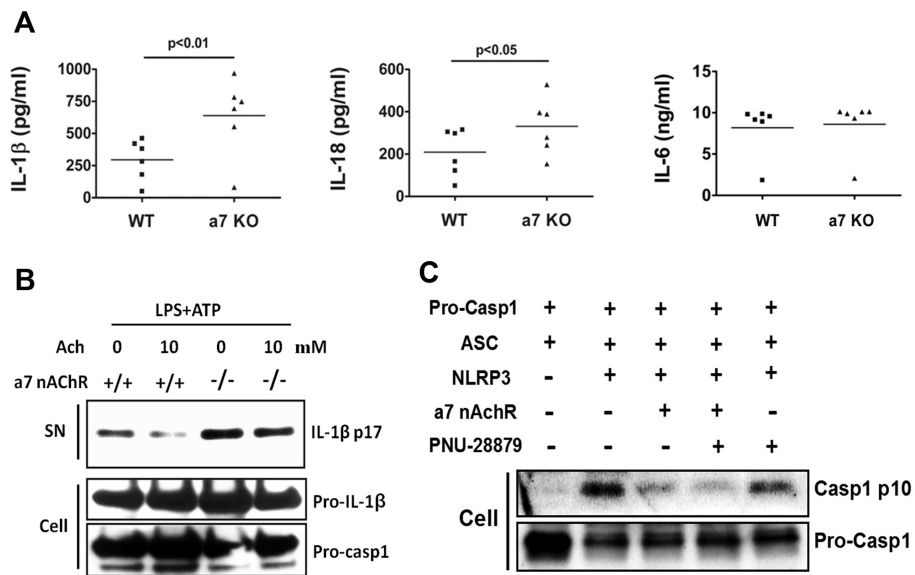 A
p<0.01
IL-1β (pg/ml)
1000
750
500
250
0
WT
a7 KO
p<0.05
IL-18 (pg/ml)
600
400
200
0
WT
a7 KO
IL-6 (ng/ml)
15
10
5
0
WT
a7 KO
B
LPS+ATP
Ach 0 10 0 10 mM
a7 nAChR +/+ +/+ -/- -/-
SN
IL-1β p17
Cell
Pro-IL-1β
Pro-casp1
C
Pro-Casp1 + + + + +
ASC + + + + +
NLRP3 - + + + +
a7 nAchR - - + + -
PNU-28879 - - - + +
Cell
Casp1 p10
Pro-Casp1